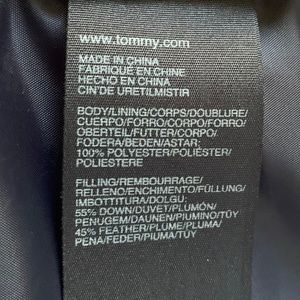 www.tommy.com
MADE IN CHINA
FABRIQUÉ EN CHINE
HECHO EN CHINA
CIN'DE URETILMISTIR
BODY/LINING/CORPS/DOUBLURE/
CUERPO/FORRO/CORPO/FORRO/
OBERTEIL/FUTTER/CORPO/
FODERA/BEDEN/ASTAR;
100% POLYESTER/POLIÉSTER/
POLIESTERE
FILLING/REMBOURRAGE/
RELLENO/ENCHIMENTO/FÜLLUNG/
IMBOTTITURA/DOLGU:
55% DOWN/DUVET/PLUMÓN/
PENUGEM/DAUNEN/PIUMINO/TÜY
45% FEATHER/PLUME/PLUMA/
PENA/FEDER/PIUMA/TÜY